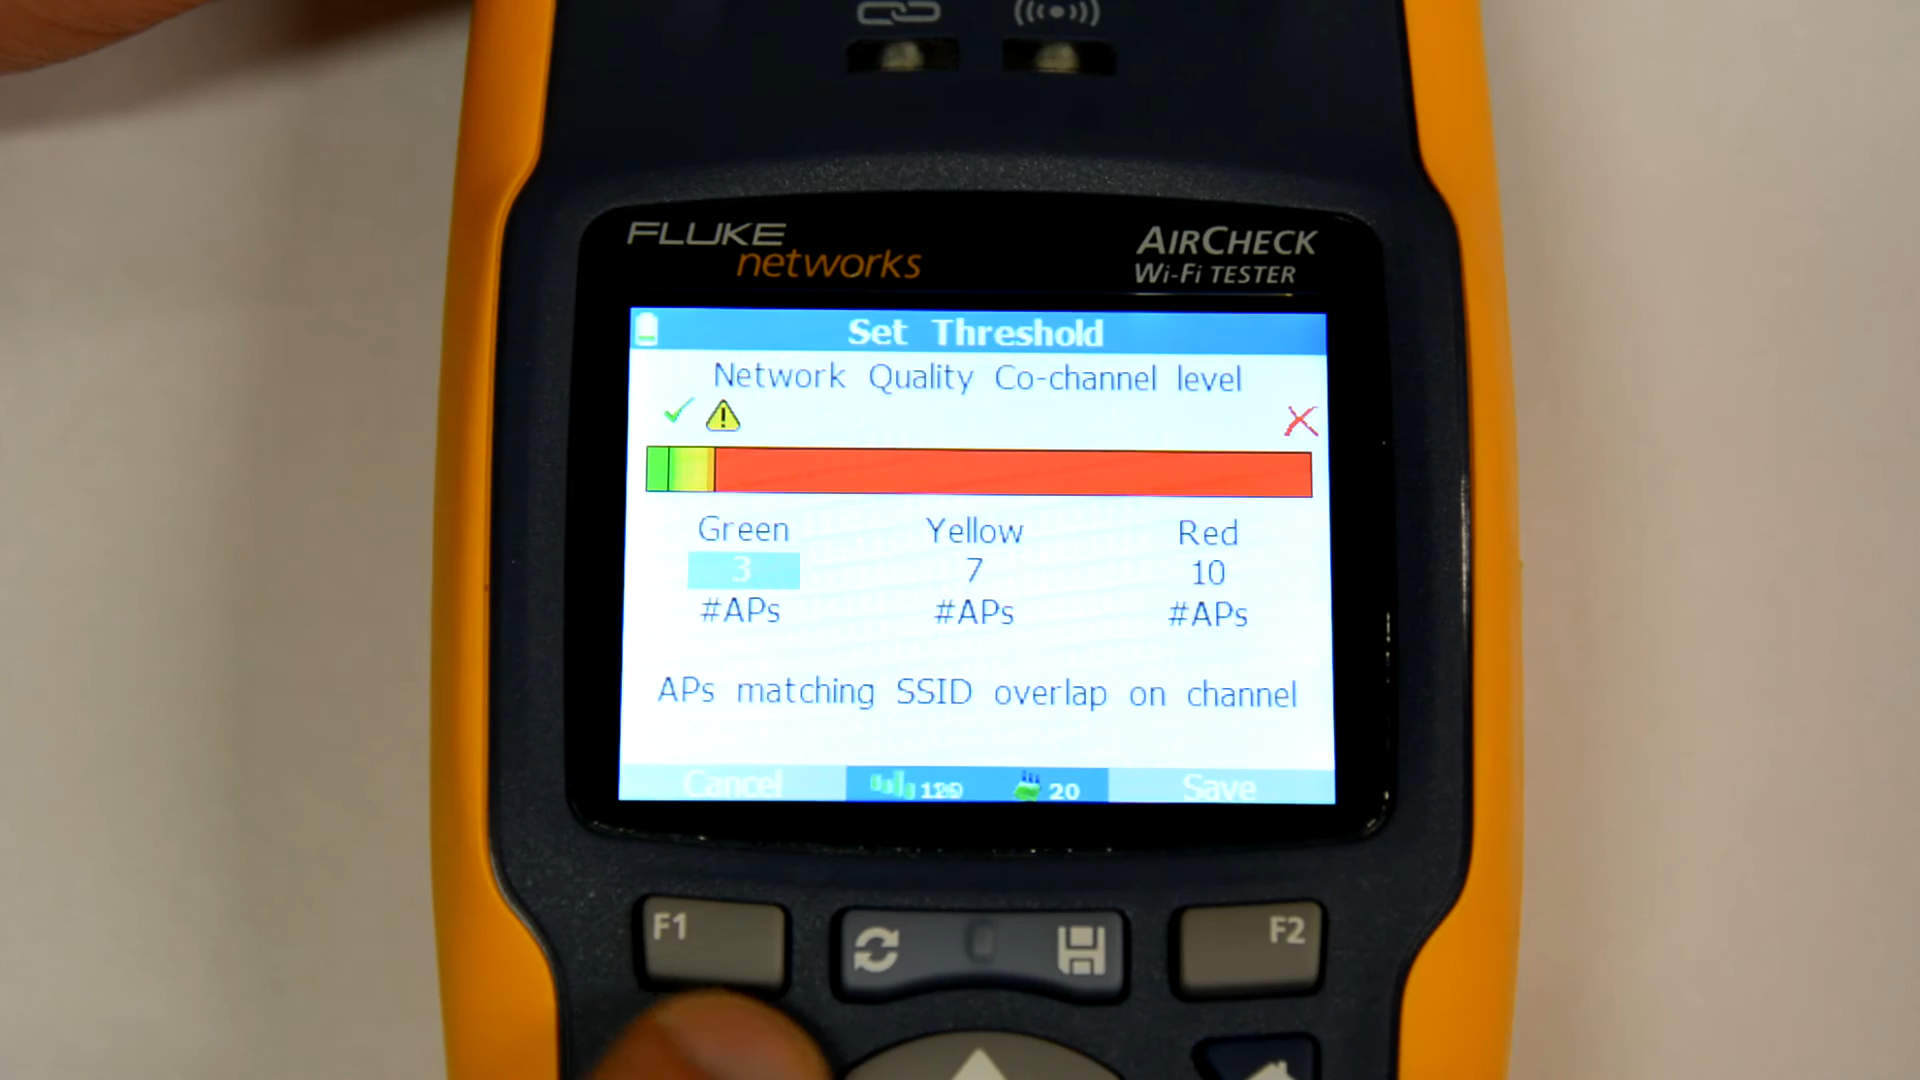 FLUKE
networks
AIRCHECK
Wi-Fi TESTER
Set Threshold
Network Quality Co-channel level
Green Yellow Red
3 7 10
#APs #APs #APs
APs matching SSID overlap on channel
Cancel 20 Save
F1 F2